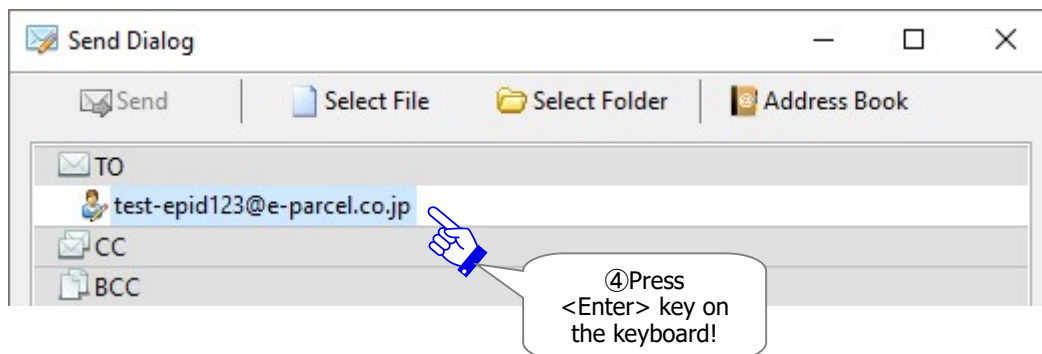 Send Dialog
Send Select File Select Folder Address Book
TO
test-epid123@e-parcel.co.jp
CC
BCC
④Press
<Enter> key on
the keyboard!